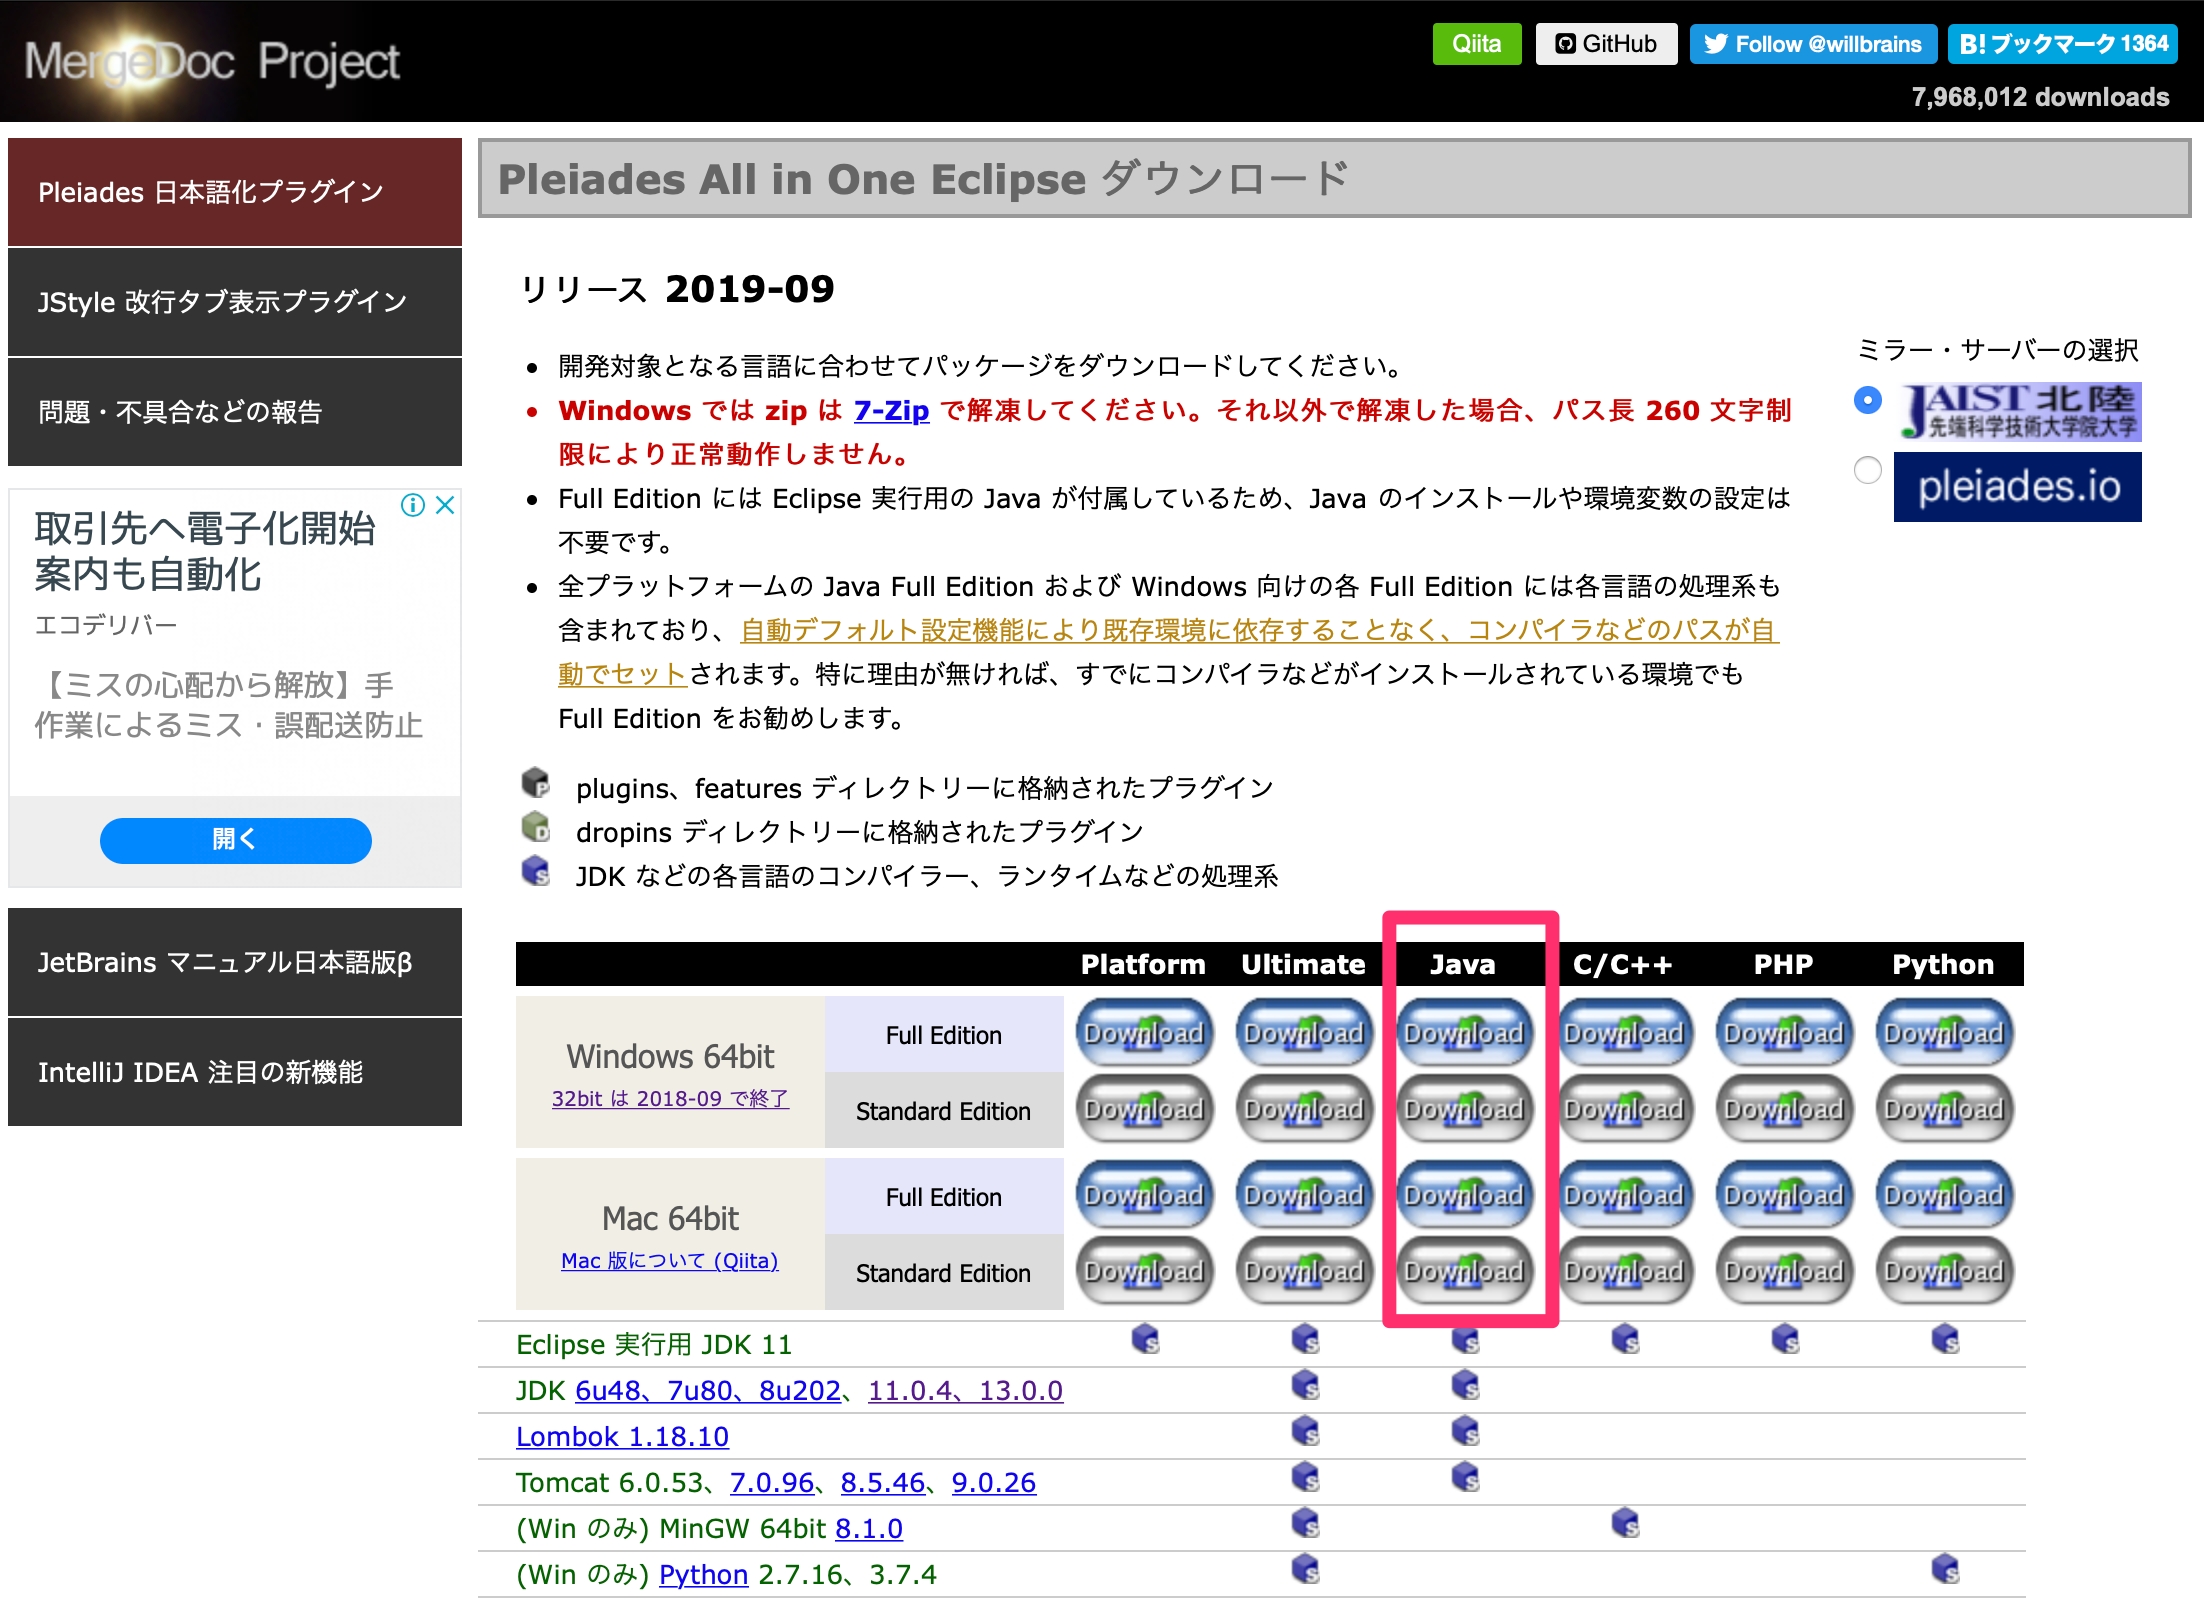 MergeDoc Project
Qiita
GitHub
Follow @willbrains
B! ブックマーク 1364
7,968,012 downloads
Pleiades 日本語化プラグイン
JStyle 改行タブ表示プラグイン
問題・不具合などの報告
取引先へ電子化開始
案内も自動化
エコデリバー
【ミスの心配から解放】手
作業によるミス・誤配送防止
開く
JetBrains マニュアル日本語版β
IntelliJ IDEA 注目の新機能
Pleiades All in One Eclipse ダウンロード
リリース 2019-09
開発対象となる言語に合わせてパッケージをダウンロードしてください。
Windows では zip は 7-Zip で解凍してください。それ以外で解凍した場合、パス長 260 文字制
限により正常動作しません。
Full Edition には Eclipse 実行用の Java が付属しているため、Java のインストールや環境変数の設定は
不要です。
全プラットフォームの Java Full Edition および Windows 向けの各 Full Edition には各言語の処理系も
含まれており、自動デフォルト設定機能により既存環境に依存することなく、コンパイラなどのパスが自
動でセットされます。特に理由が無ければ、すでにコンパイラなどがインストールされている環境でも
Full Edition をお勧めします。
ミラー・サーバーの選択
JAIST 北陸
先端科学技術大学院大学
pleiades.io
P plugins、features ディレクトリーに格納されたプラグイン
D dropins ディレクトリーに格納されたプラグイン
S JDK などの各言語のコンパイラー、ランタイムなどの処理系
Platform Ultimate Java C/C++ PHP Python
Windows 64bit
32bit は 2018-09 で終了
Full Edition Download Download Download Download Download Download
Standard Edition Download Download Download Download Download Download
Mac 64bit
Mac 版について (Qiita)
Full Edition Download Download Download Download Download Download
Standard Edition Download Download Download Download Download Download
Eclipse 実行用 JDK 11 S S S S S S
JDK 6u48、7u80、8u202、11.0.4、13.0.0 S S
Lombok 1.18.10 S S
Tomcat 6.0.53、7.0.96、8.5.46、9.0.26 S S
(Win のみ) MinGW 64bit 8.1.0 S S
(Win のみ) Python 2.7.16、3.7.4 S S